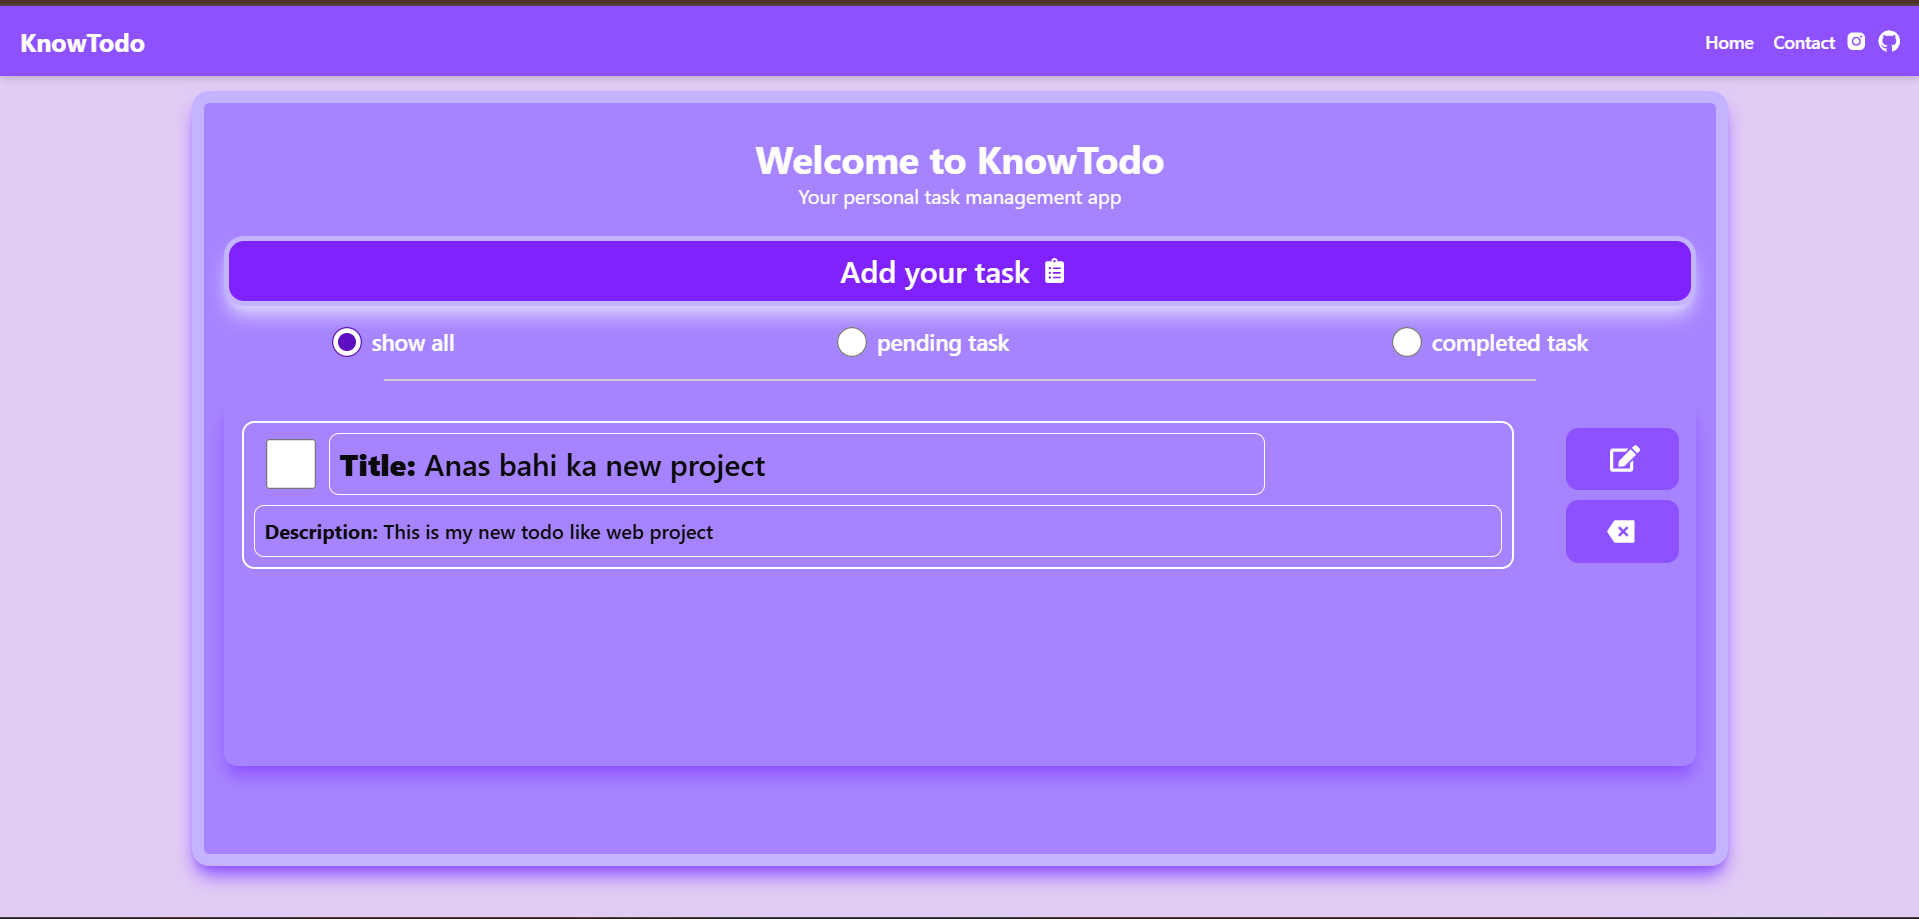 KnowTodo
Home Contact
Welcome to KnowTodo
Your personal task management app
Add your task
show all pending task completed task
Title: Anas bahi ka new project
Description: This is my new todo like web project